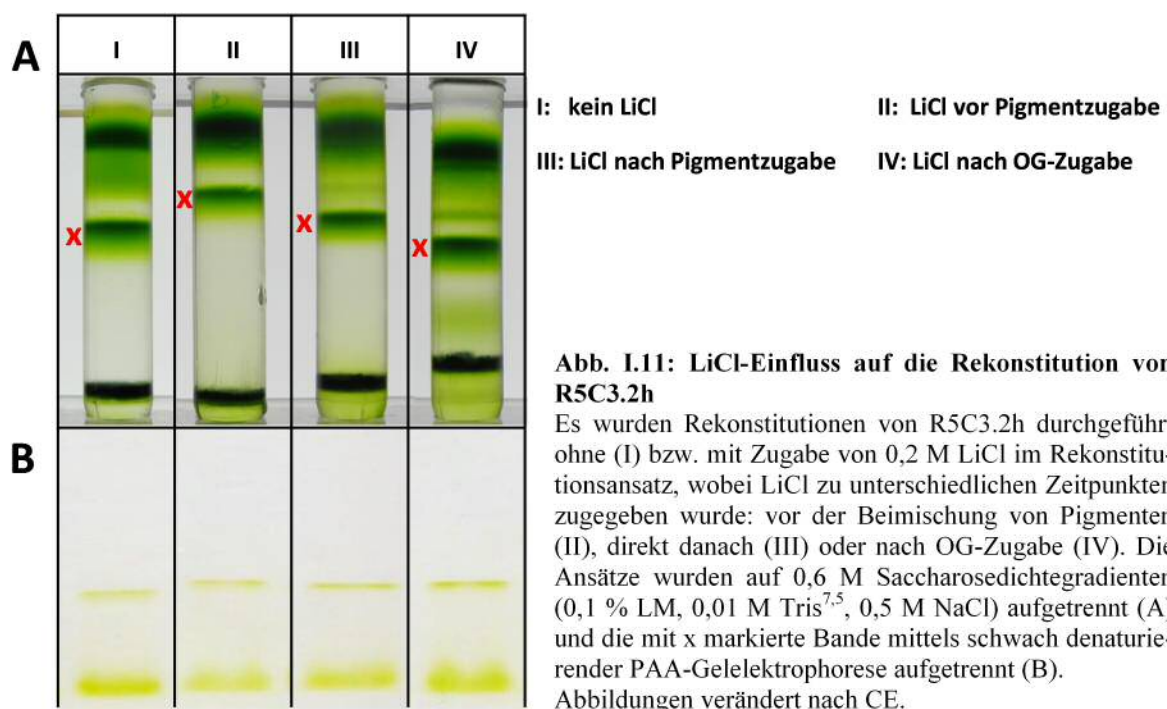 A
I II III IV
I: kein LiCl II: LiCl vor Pigmentzugabe
III: LiCl nach Pigmentzugabe IV: LiCl nach OG-Zugabe
x x x x
B
Abb. I.11: LiCl-Einfluss auf die Rekonstitution von
R5C3.2h
Es wurden Rekonstitutionen von R5C3.2h durchgeführt
ohne (I) bzw. mit Zugabe von 0,2 M LiCl im Rekonstitu-
tionsansatz, wobei LiCl zu unterschiedlichen Zeitpunkten
zugegeben wurde: vor der Beimischung von Pigmenten
(II), direkt danach (III) oder nach OG-Zugabe (IV). Die
Ansätze wurden auf 0,6 M Saccharosedichtegradienten
(0,1 % LM, 0,01 M Tris7,5, 0,5 M NaCl) aufgetrennt (A)
und die mit x markierte Bande mittels schwach denaturie-
render PAA-Gelelektrophorese aufgetrennt (B).
Abbildungen verändert nach CE.